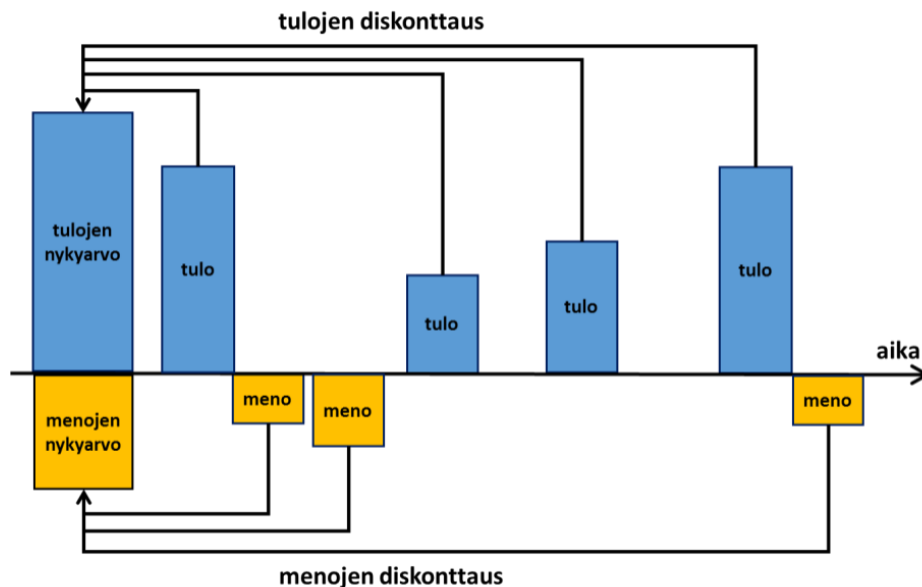 tulojen diskonttaus
tulojen
nykyarvo
tulo
tulo
tulo
tulo
aika
menojen
nykyarvo
meno
meno
meno
menojen diskonttaus